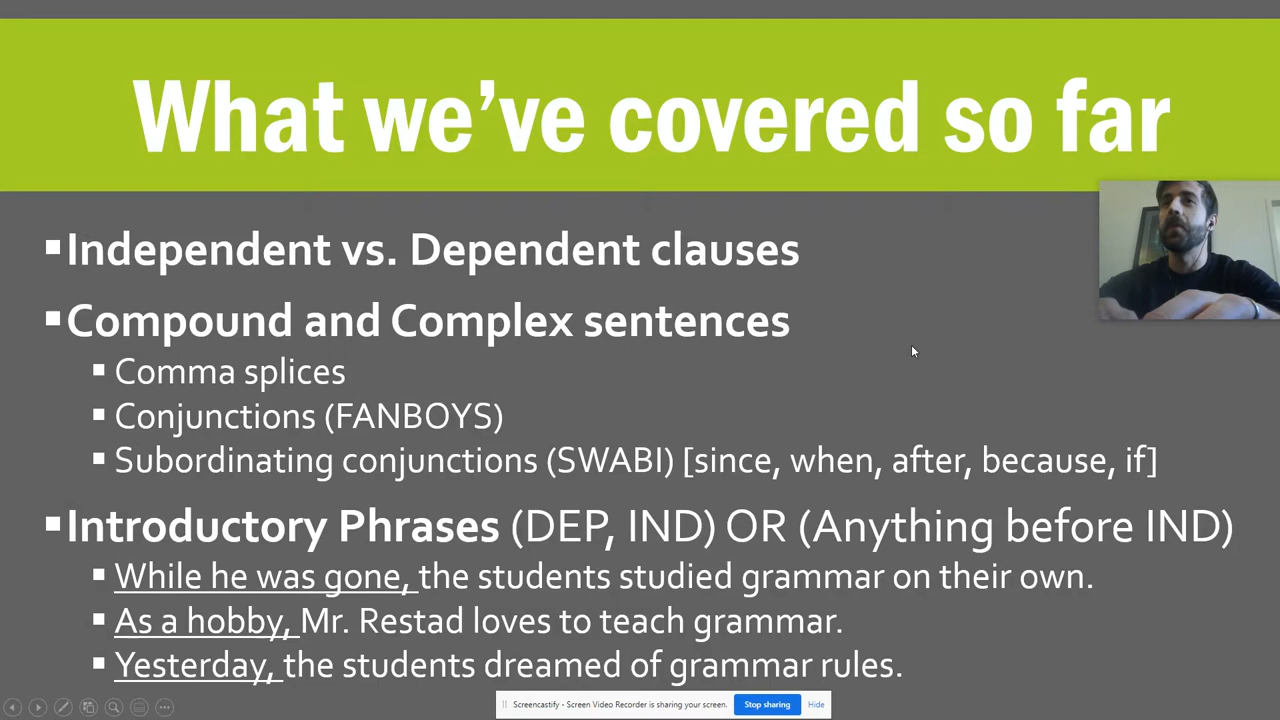 What we've covered so far
Independent vs. Dependent clauses
Compound and Complex sentences
Comma splices
Conjunctions (FANBOYS)
Subordinating conjunctions (SWABI) [since, when, after, because, if]
Introductory Phrases (DEP, IND) OR (Anything before IND)
While he was gone, the students studied grammar on their own.
As a hobby, Mr. Restad loves to teach grammar.
Yesterday, the students dreamed of grammar rules.
Screencastify - Screen Video Recorder is sharing your screen. Stop sharing Hide